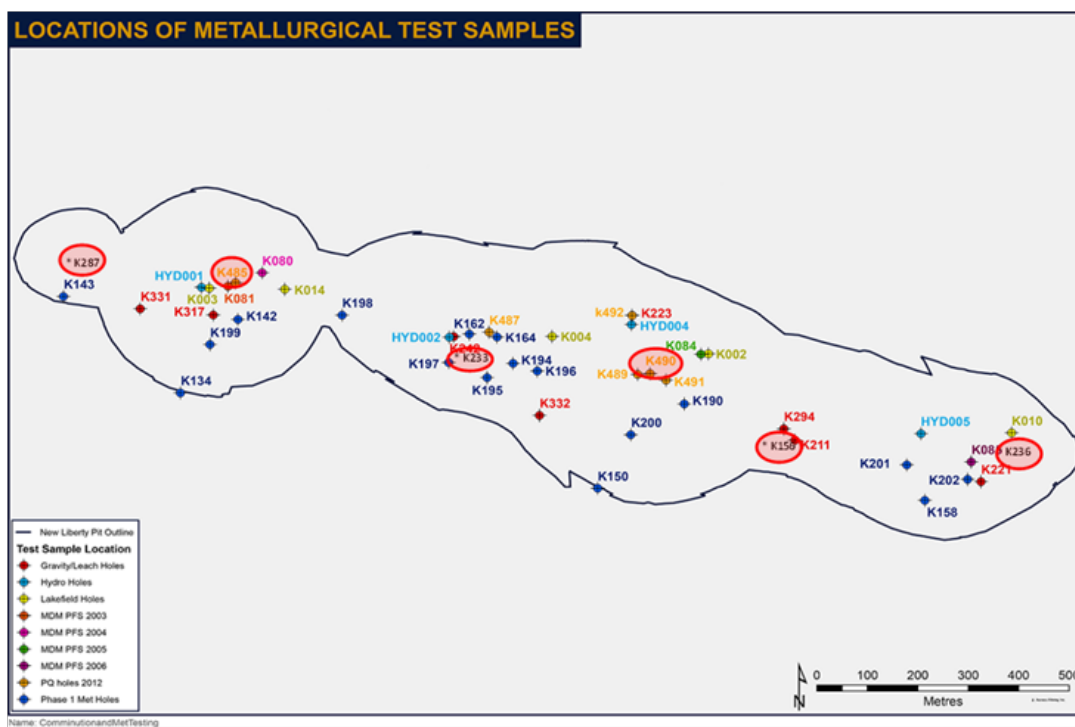 LOCATIONS OF METALLURGICAL TEST SAMPLES
* K287
K143
HYD001
K485
K080
K003
K081
K014
K331
K317
K142
K199
K134
K198
HYD002
K162
K487
K164
K004
* K233
K197
K194
K196
K195
K332
k492
K223
HYD004
K084
K002
K490
K489
K491
K190
K200
K150
K294
K211
HYD005
K010
K236
K201
K202
K221
K158
New Liberty Pit Outline
Test Sample Location
Gravity/Leach Holes
Hydro Holes
Lakefield Holes
MDM PFS 2003
MDM PFS 2004
MDM PFS 2005
MDM PFS 2006
PQ holes 2012
Phase 1 Met Holes
N
0 100 200 300 400 500
Metres
Name: ComminutionandMetTesting